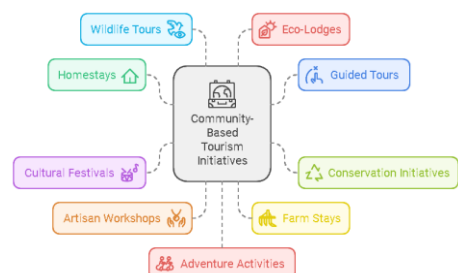 Wildlife Tours
Eco-Lodges
Homestays
Guided Tours
Community-
Based
Tourism
Initiatives
Cultural Festivals
Conservation Initiatives
Artisan Workshops
Farm Stays
Adventure Activities